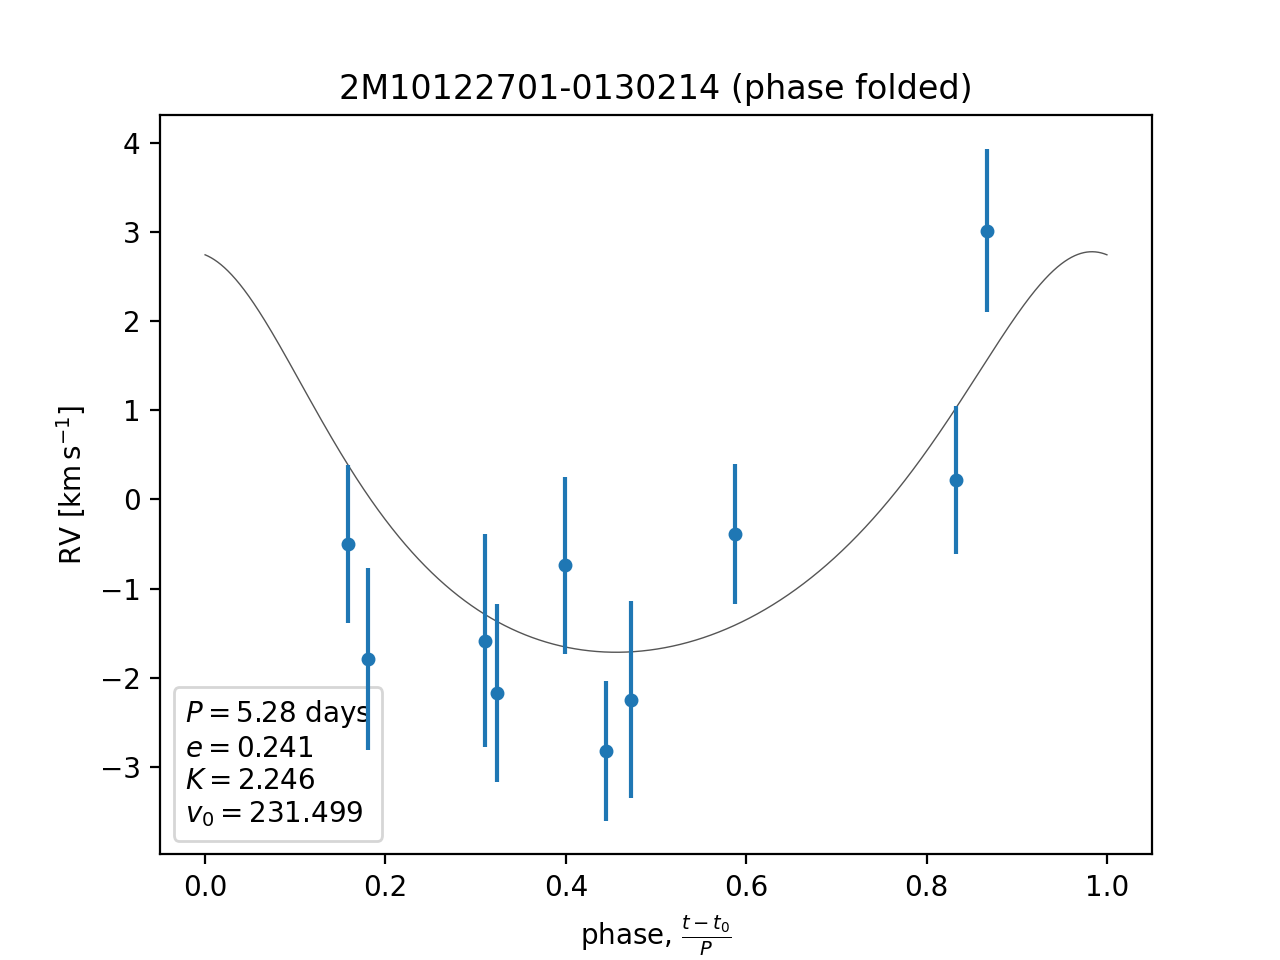 2M10122701-0130214 (phase folded)
RV [km s⁻¹]
4
3
2
1
0
−1
−2
−3
P = 5.28 days
e = 0.241
K = 2.246
v₀ = 231.499
0.0 0.2 0.4 0.6 0.8 1.0
phase, (t − t₀)/P